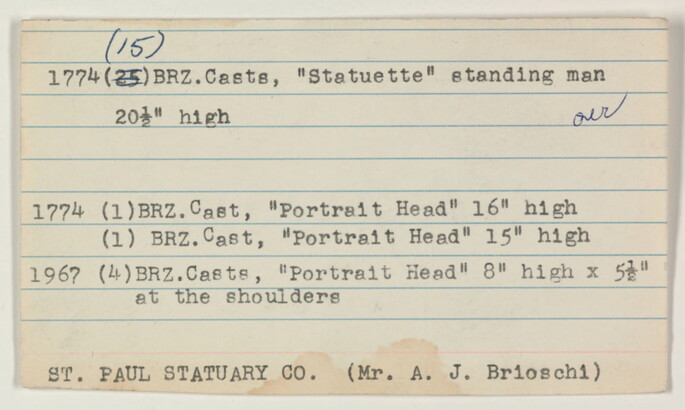 (15)
1774(25)BRZ.Casts, "Statuette" standing man
20½" high
over
1774 (1)BRZ.Cast, "Portrait Head" 16" high
(1) BRZ.Cast, "Portrait Head" 15" high
1967 (4)BRZ.Casts, "Portrait Head" 8" high x 5½"
at the shoulders
ST. PAUL STATUARY CO. (Mr. A. J. Brioschi)